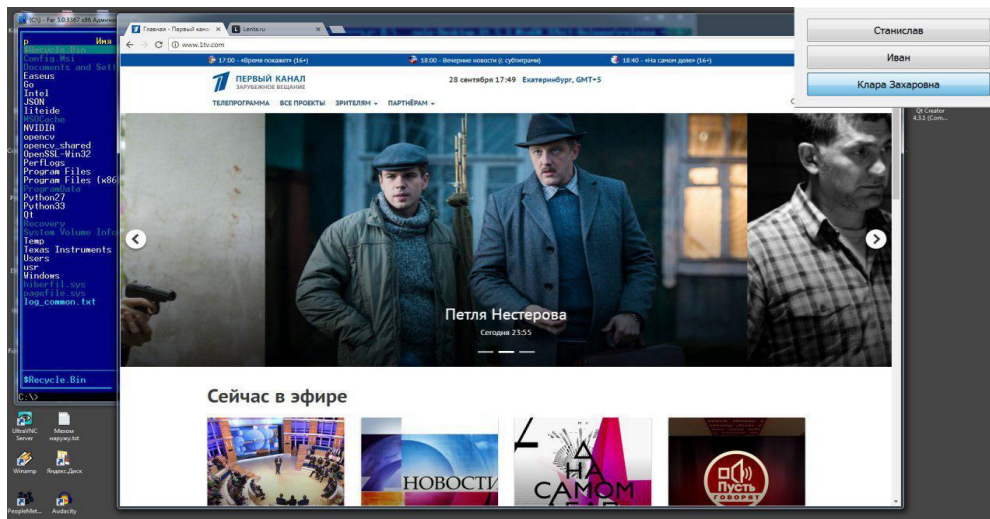 {C:\} - Far 3.0.3367 x86 Админи
Имя
$Recycle.Bin
Config.Msi
Documents and Sett
Easeus
Go
Intel
JSON
liteide
MSOCache
NVIDIA
opencv
opencv_shared
OpenSSL-Win32
PerfLogs
Program Files
Program Files (x86
ProgramData
Python27
Python33
Qt
Recovery
System Volume Info
Temp
Texas Instruments
Users
usr
Windows
hiberfil.sys
pagefile.sys
log_common.txt
$Recycle.Bin
C:\>
UltraVNC
Server
Мехом
наружу.txt
Winamp
Яндекс.Диск
PeopleMet...
Audacity
Главная - Первый кана
Lenta.ru
www.1tv.com
17:00 - «Время покажет» (16+)
18:00 - Вечерние новости (с субтитрами)
18:40 - «На самом деле» (16+)
ПЕРВЫЙ КАНАЛ
ЗАРУБЕЖНОЕ ВЕЩАНИЕ
28 сентября 17:49 Екатеринбург, GMT+5
ТЕЛЕПРОГРАММА ВСЕ ПРОЕКТЫ ЗРИТЕЛЯМ ПАРТНЁРАМ
Петля Нестерова
Сегодня 23:55
Сейчас в эфире
НОВОСТИ
НА
САМОМ
ПУСТЬ
ГОВОРЯТ
Станислав
Иван
Клара Захаровна
Qt Creator
4.3.1 (Com...